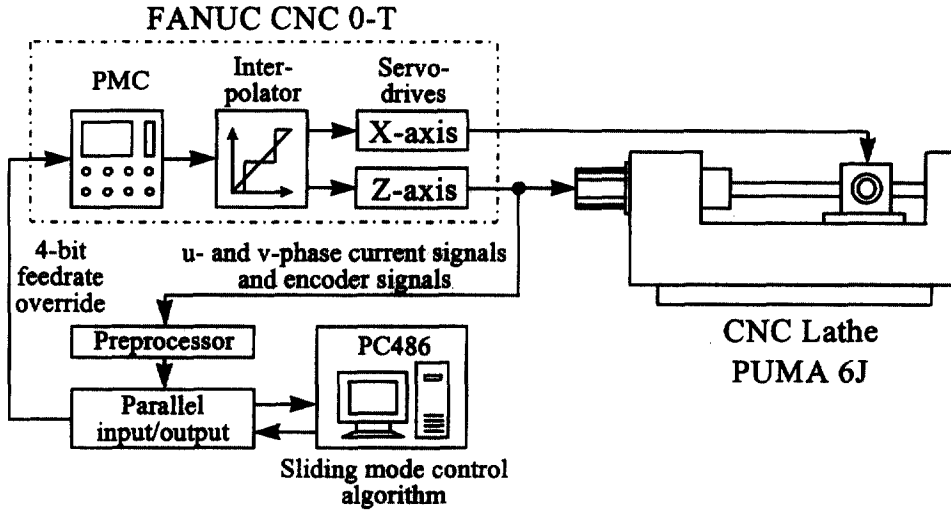 FANUC CNC 0-T
PMC
Inter-
polator
Servo-
drives
X-axis
Z-axis
4-bit
feedrate
override
u- and v-phase current signals
and encoder signals
Preprocessor
Parallel
input/output
PC486
Sliding mode control
algorithm
CNC Lathe
PUMA 6J